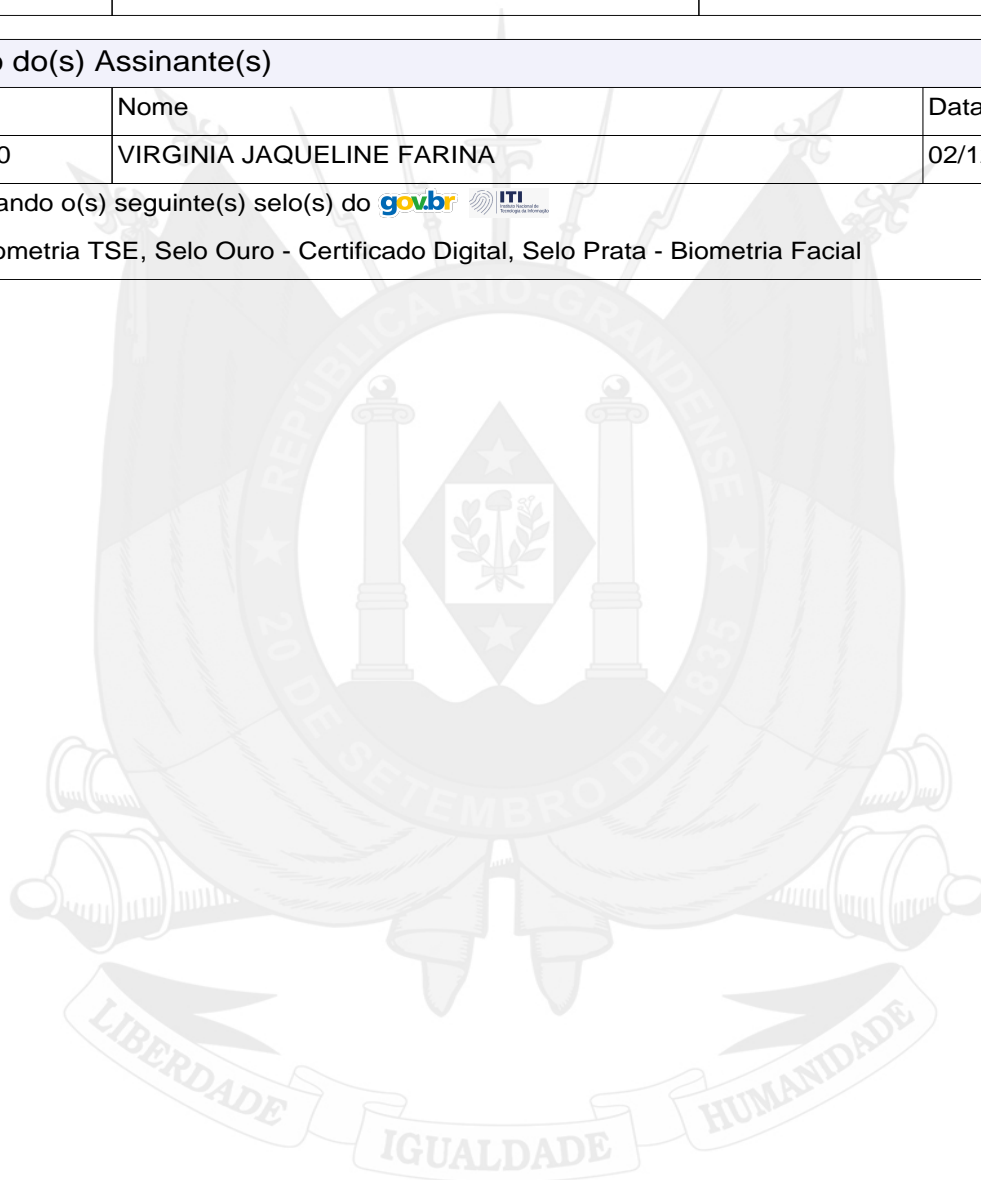 o do(s) Assinante(s)
Nome
Data
0
VIRGINIA JAQUELINE FARINA
02/1
ando o(s) seguinte(s) selo(s) do gov.br ITI
ometria TSE, Selo Ouro - Certificado Digital, Selo Prata - Biometria Facial
REPÚBLICA RIO-GRANDENSE
20 DE SETEMBRO DE 1835
LIBERDADE
IGUALDADE
HUMANIDADE